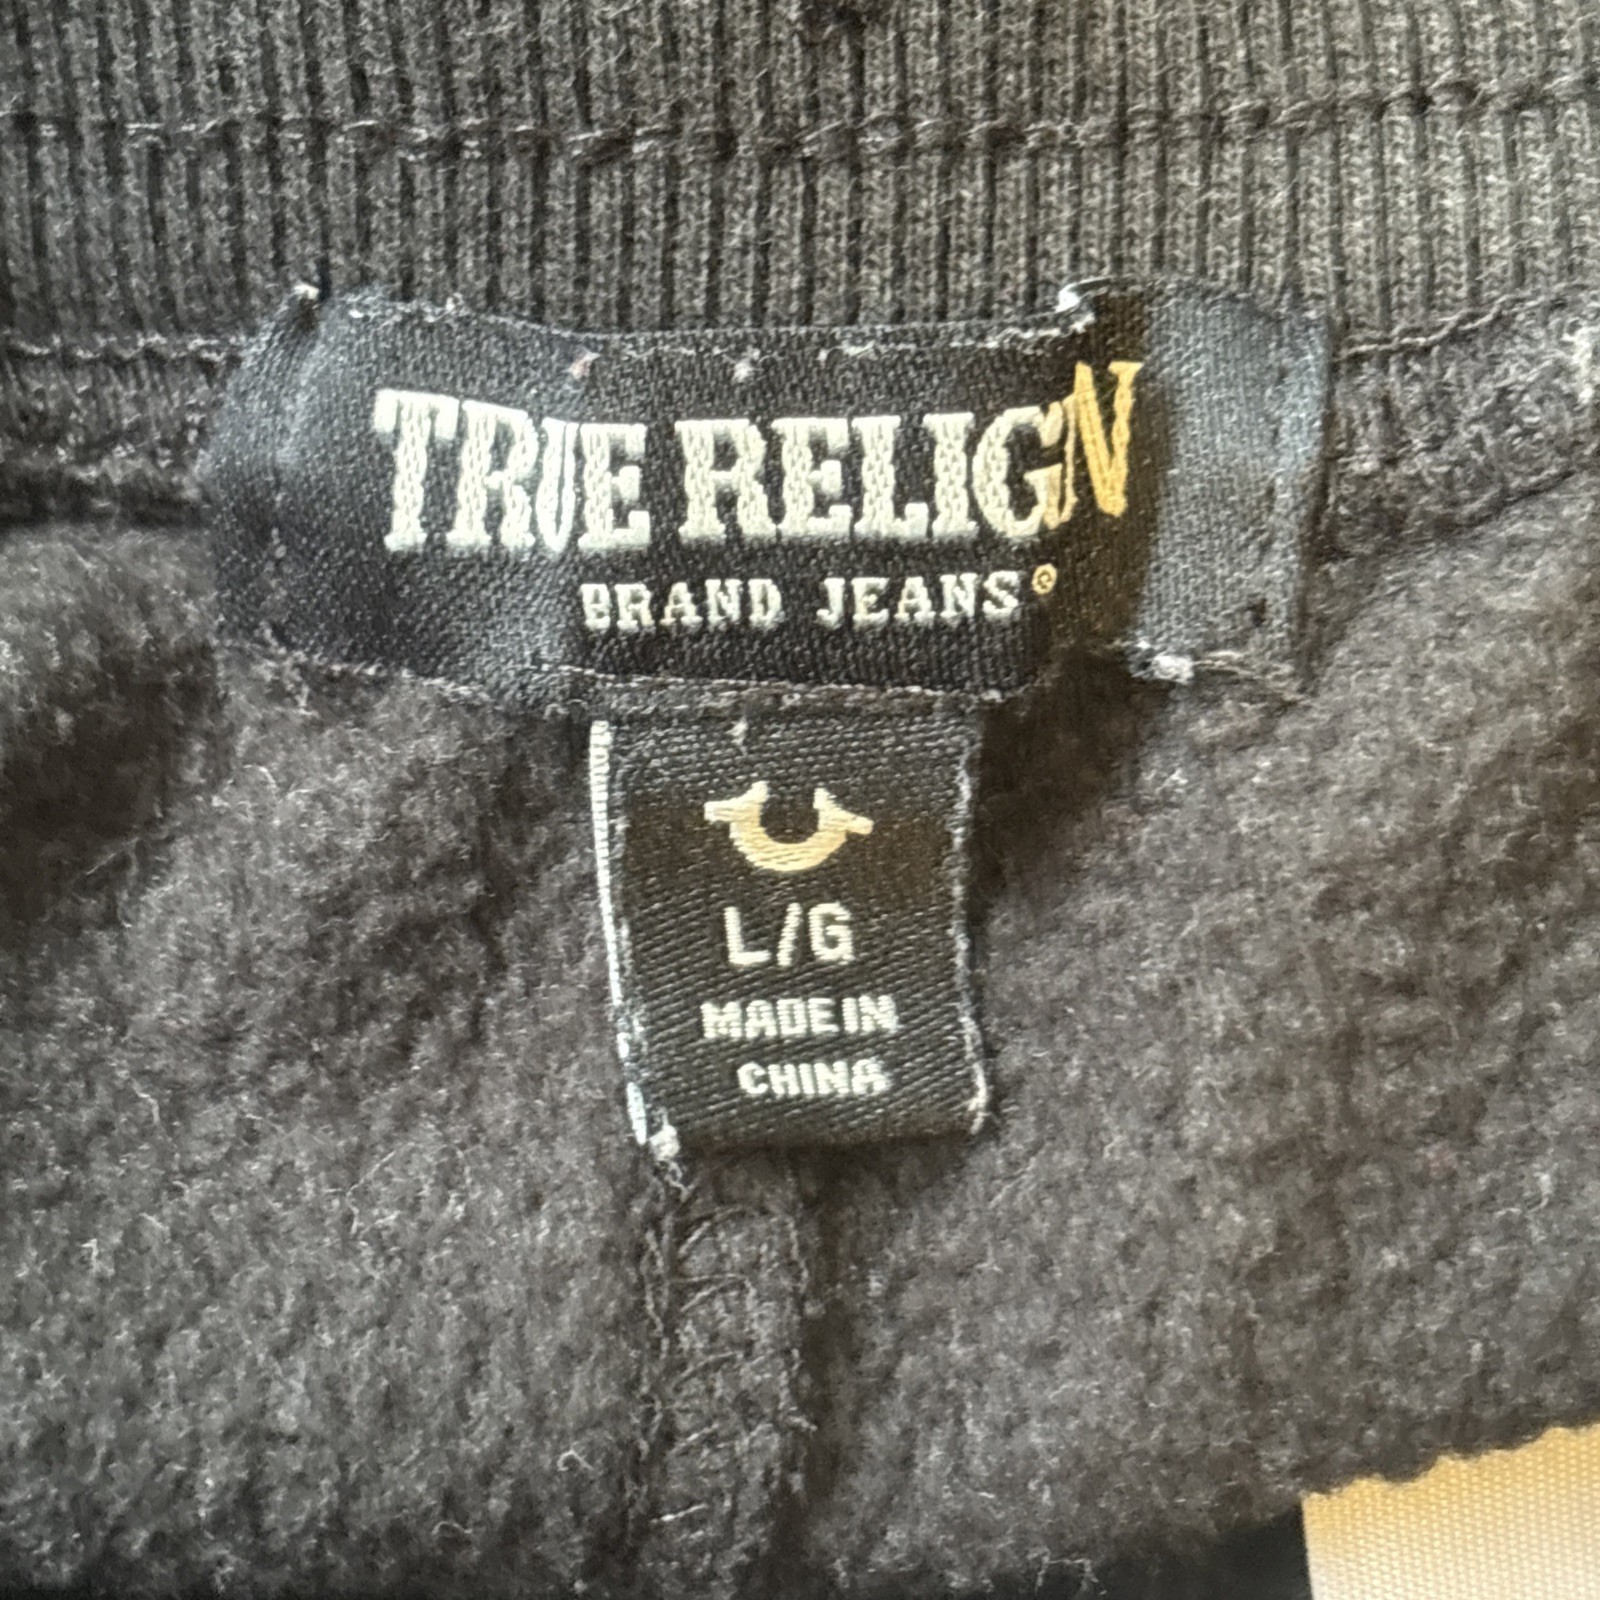 TRUE RELIGN
BRAND JEANS®
L/G
MADE IN
CHINA